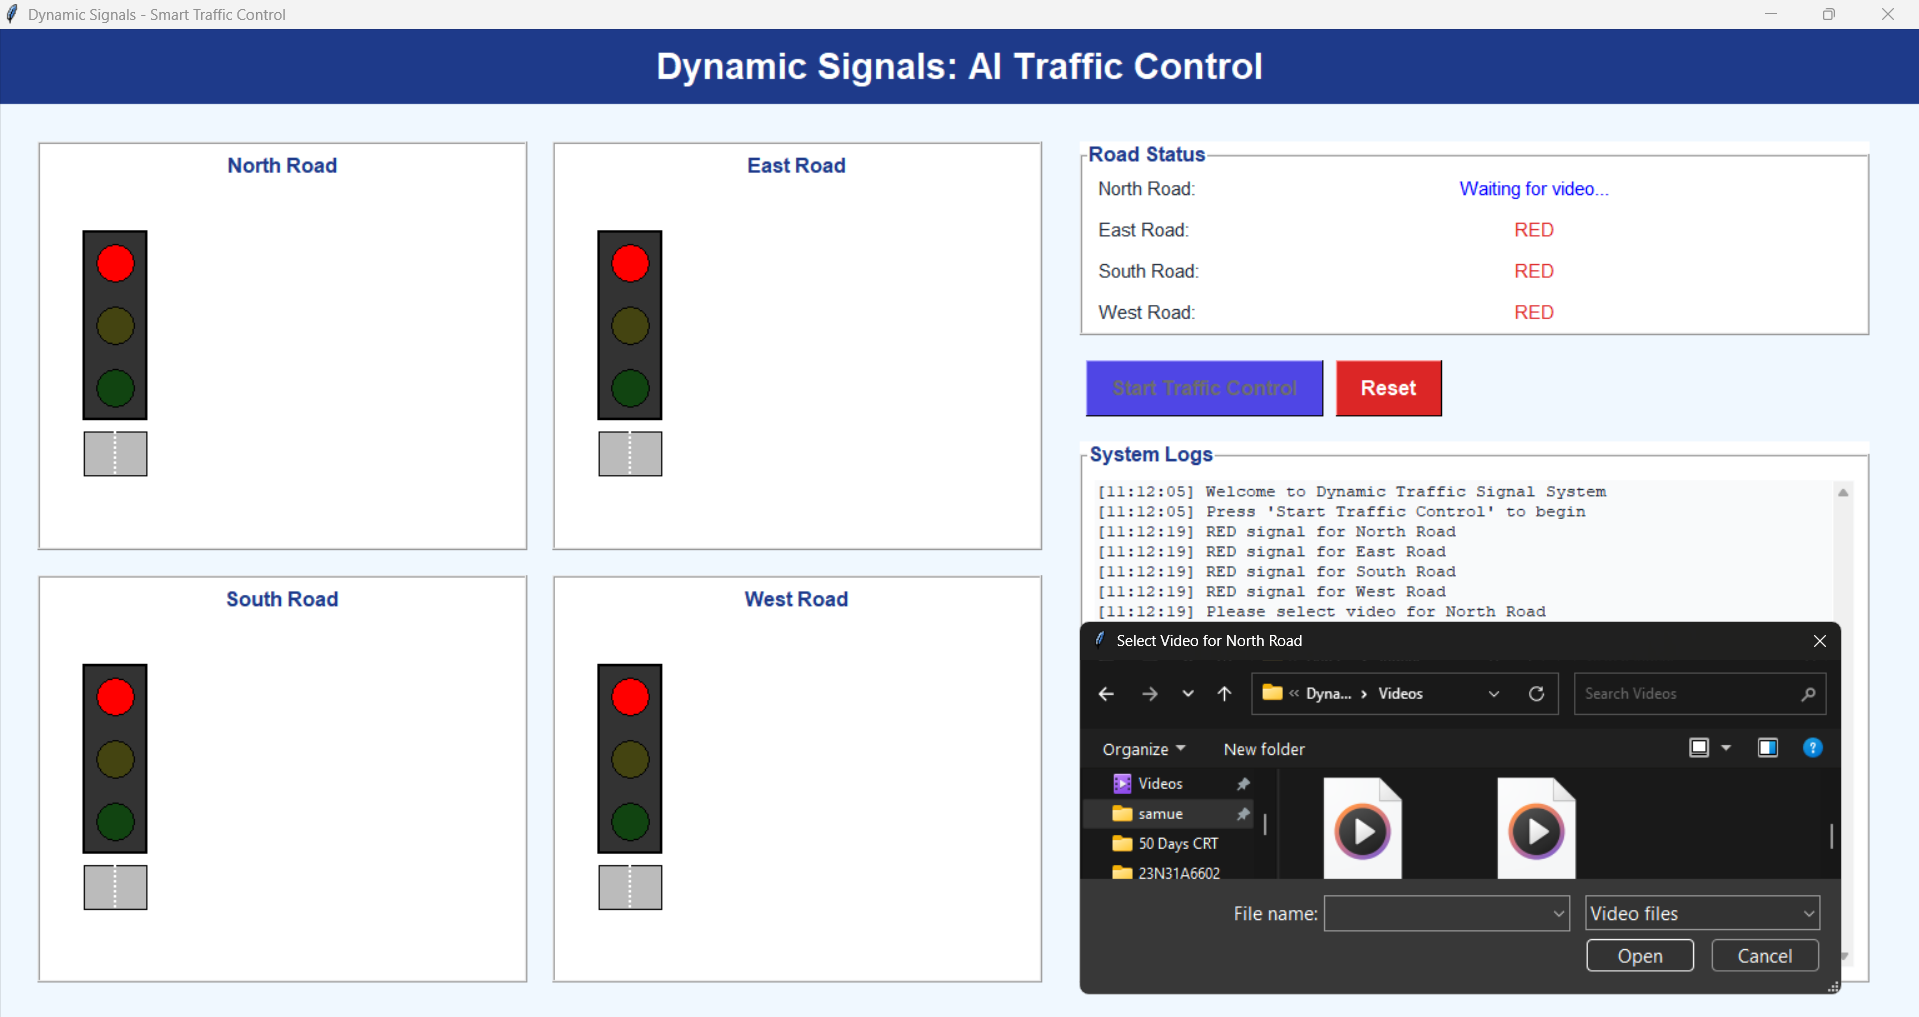 Dynamic Signals - Smart Traffic Control
Dynamic Signals: AI Traffic Control
North Road
East Road
South Road
West Road
Road Status
North Road: Waiting for video...
East Road: RED
South Road: RED
West Road: RED
Start Traffic Control Reset
System Logs
[11:12:05] Welcome to Dynamic Traffic Signal System
[11:12:05] Press 'Start Traffic Control' to begin
[11:12:19] RED signal for North Road
[11:12:19] RED signal for East Road
[11:12:19] RED signal for South Road
[11:12:19] RED signal for West Road
[11:12:19] Please select video for North Road
Select Video for North Road
« Dyna... › Videos
Search Videos
Organize New folder
Videos
samue
50 Days CRT
23N31A6602
File name: Video files
Open Cancel